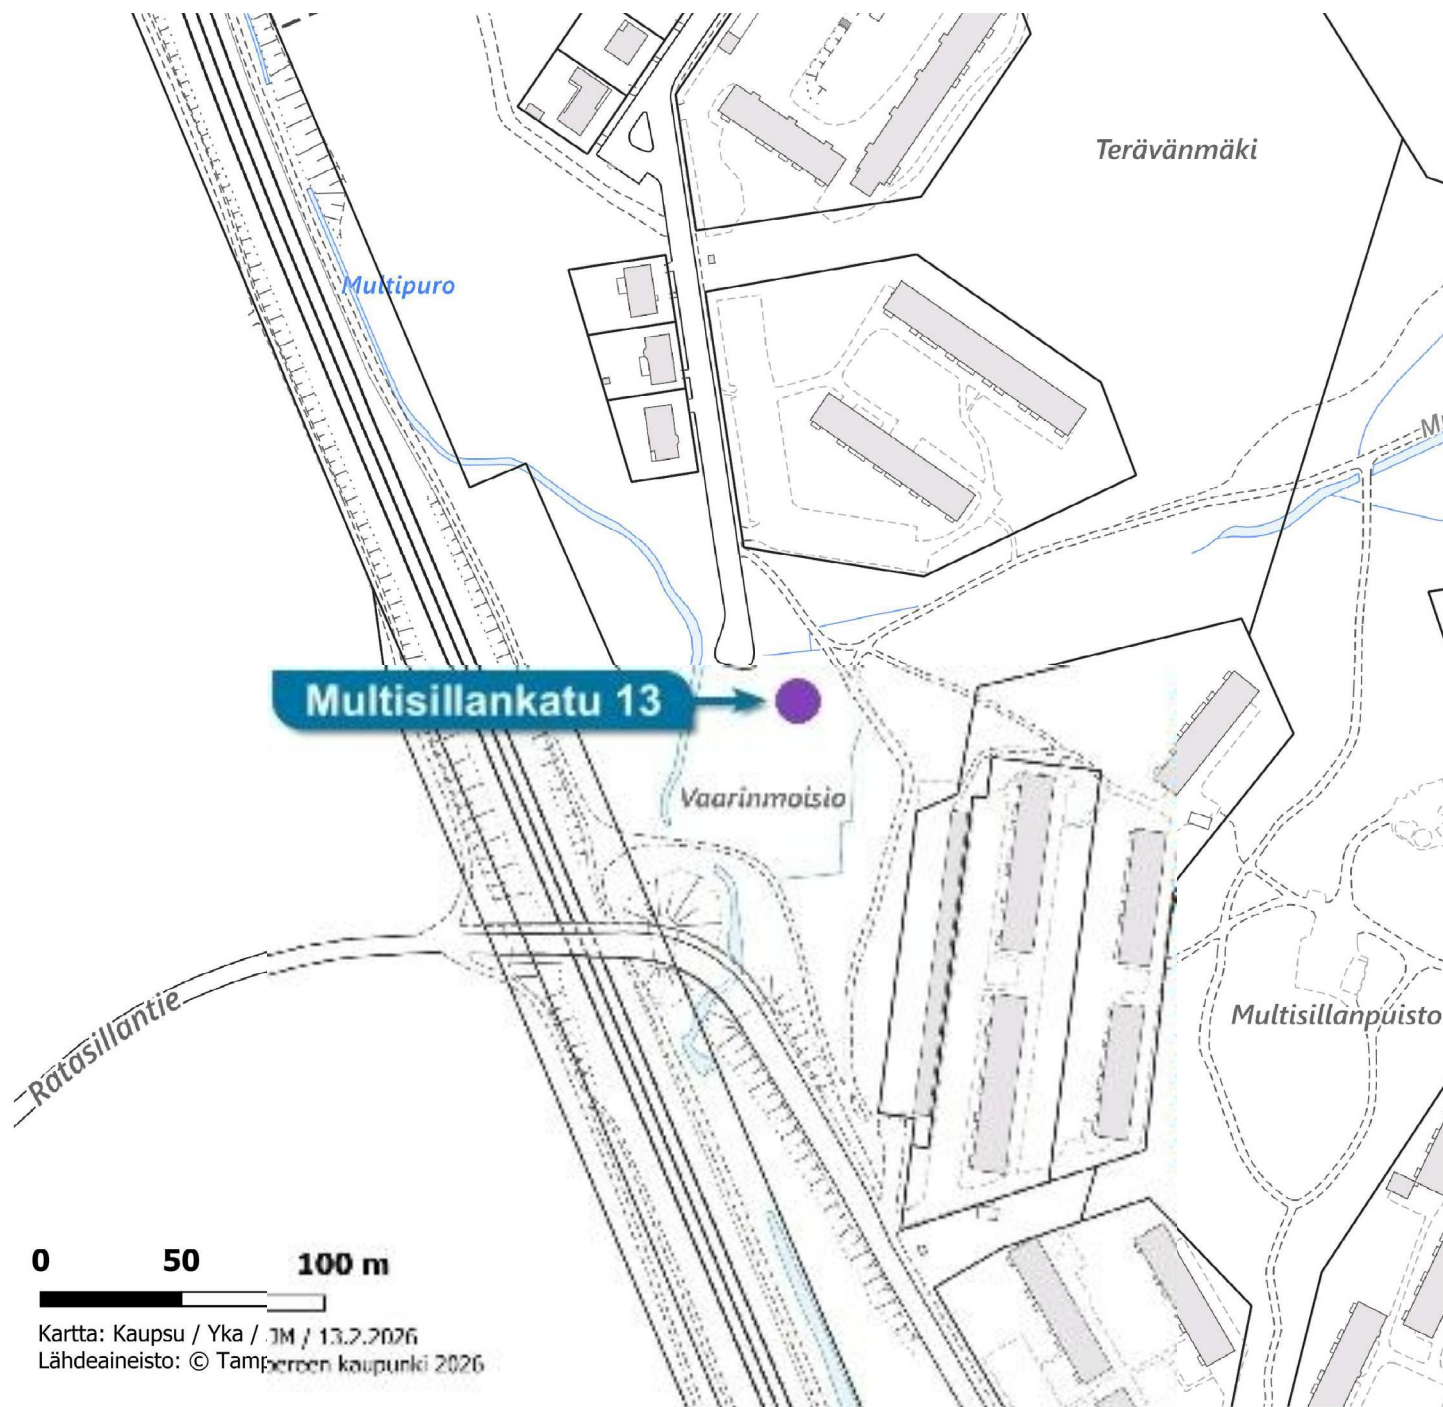 Terävänmäki
Multipuro
Multisillankatu 13
Vaarinmoisio
Ratasillantie
Multisillanpuisto
0 50 100 m
Kartta: Kaupsu / Yka / JM / 13.2.2026
Lähdeaineisto: © Tampereen kaupunki 2026